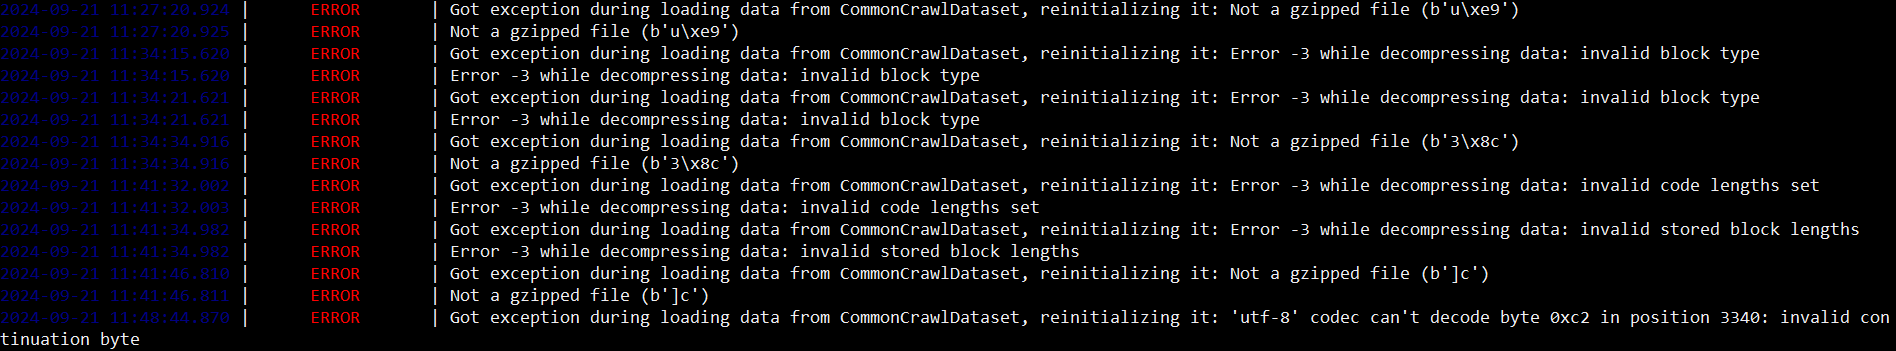 2024-09-21 11:27:20.924 | ERROR | Got exception during loading data from CommonCrawlDataset, reinitializing it: Not a gzipped file (b'u\xe9')
2024-09-21 11:27:20.925 | ERROR | Not a gzipped file (b'u\xe9')
2024-09-21 11:34:15.620 | ERROR | Got exception during loading data from CommonCrawlDataset, reinitializing it: Error -3 while decompressing data: invalid block type
2024-09-21 11:34:15.620 | ERROR | Error -3 while decompressing data: invalid block type
2024-09-21 11:34:21.621 | ERROR | Got exception during loading data from CommonCrawlDataset, reinitializing it: Error -3 while decompressing data: invalid block type
2024-09-21 11:34:21.621 | ERROR | Error -3 while decompressing data: invalid block type
2024-09-21 11:34:34.916 | ERROR | Got exception during loading data from CommonCrawlDataset, reinitializing it: Not a gzipped file (b'3\x8c')
2024-09-21 11:34:34.916 | ERROR | Not a gzipped file (b'3\x8c')
2024-09-21 11:41:32.002 | ERROR | Got exception during loading data from CommonCrawlDataset, reinitializing it: Error -3 while decompressing data: invalid code lengths set
2024-09-21 11:41:32.003 | ERROR | Error -3 while decompressing data: invalid code lengths set
2024-09-21 11:41:34.982 | ERROR | Got exception during loading data from CommonCrawlDataset, reinitializing it: Error -3 while decompressing data: invalid stored block lengths
2024-09-21 11:41:34.982 | ERROR | Error -3 while decompressing data: invalid stored block lengths
2024-09-21 11:41:46.810 | ERROR | Got exception during loading data from CommonCrawlDataset, reinitializing it: Not a gzipped file (b']c')
2024-09-21 11:41:46.811 | ERROR | Not a gzipped file (b']c')
2024-09-21 11:48:44.870 | ERROR | Got exception during loading data from CommonCrawlDataset, reinitializing it: 'utf-8' codec can't decode byte 0xc2 in position 3340: invalid con
tinuation byte